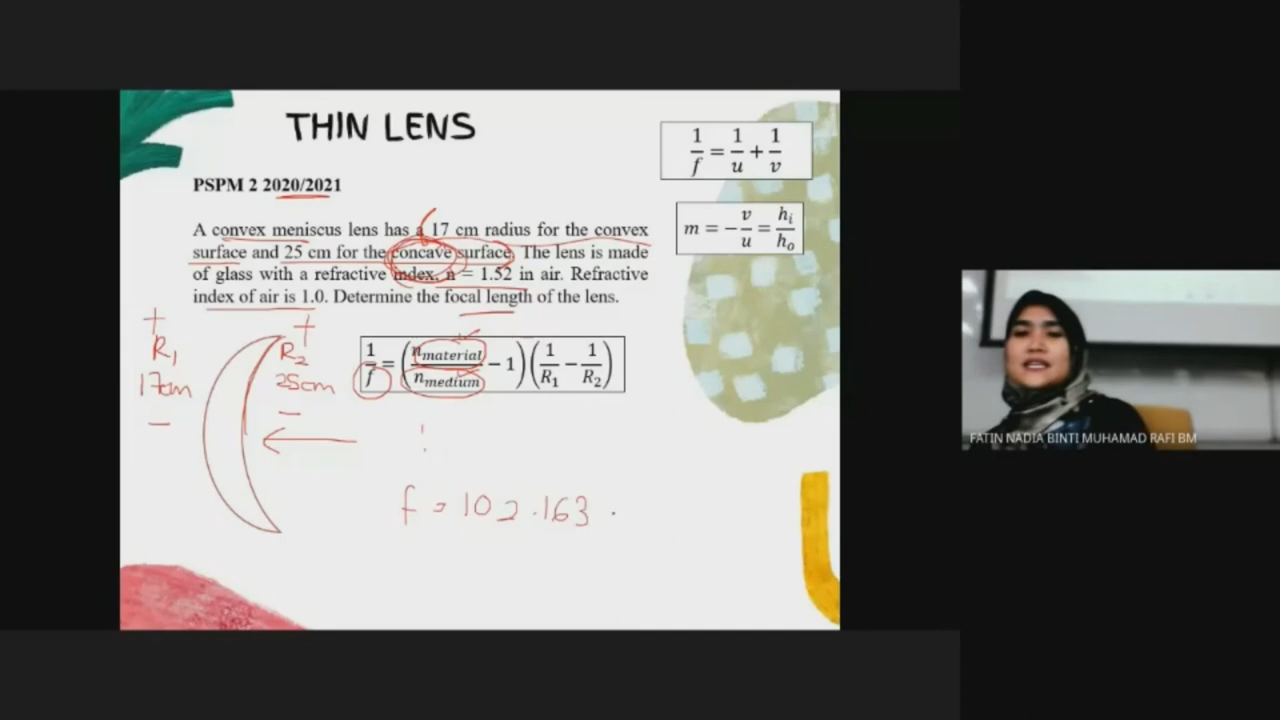 THIN LENS
PSPM 2 2020/2021
A convex meniscus lens has a 17 cm radius for the convex
surface and 25 cm for the concave surface. The lens is made
of glass with a refractive index, n = 1.52 in air. Refractive
index of air is 1.0. Determine the focal length of the lens.
1/f = 1/u + 1/v
m = -v/u = hᵢ/hₒ
1/f = (n_material/n_medium - 1)(1/R₁ - 1/R₂)
+
R₁
17cm
-
+
R₂
25cm
-
f = 102.163
FATIN NADIA BINTI MUHAMAD RAFI BM